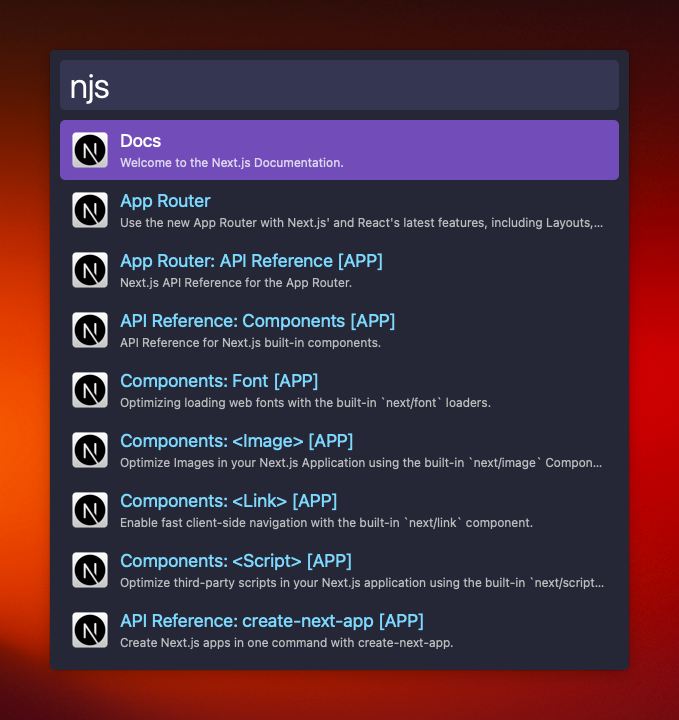 njs
Docs
Welcome to the Next.js Documentation.
App Router
Use the new App Router with Next.js' and React's latest features, including Layouts,...
App Router: API Reference [APP]
Next.js API Reference for the App Router.
API Reference: Components [APP]
API Reference for Next.js built-in components.
Components: Font [APP]
Optimizing loading web fonts with the built-in `next/font` loaders.
Components: <Image> [APP]
Optimize Images in your Next.js Application using the built-in `next/image` Compon...
Components: <Link> [APP]
Enable fast client-side navigation with the built-in `next/link` component.
Components: <Script> [APP]
Optimize third-party scripts in your Next.js application using the built-in `next/script...
API Reference: create-next-app [APP]
Create Next.js apps in one command with create-next-app.